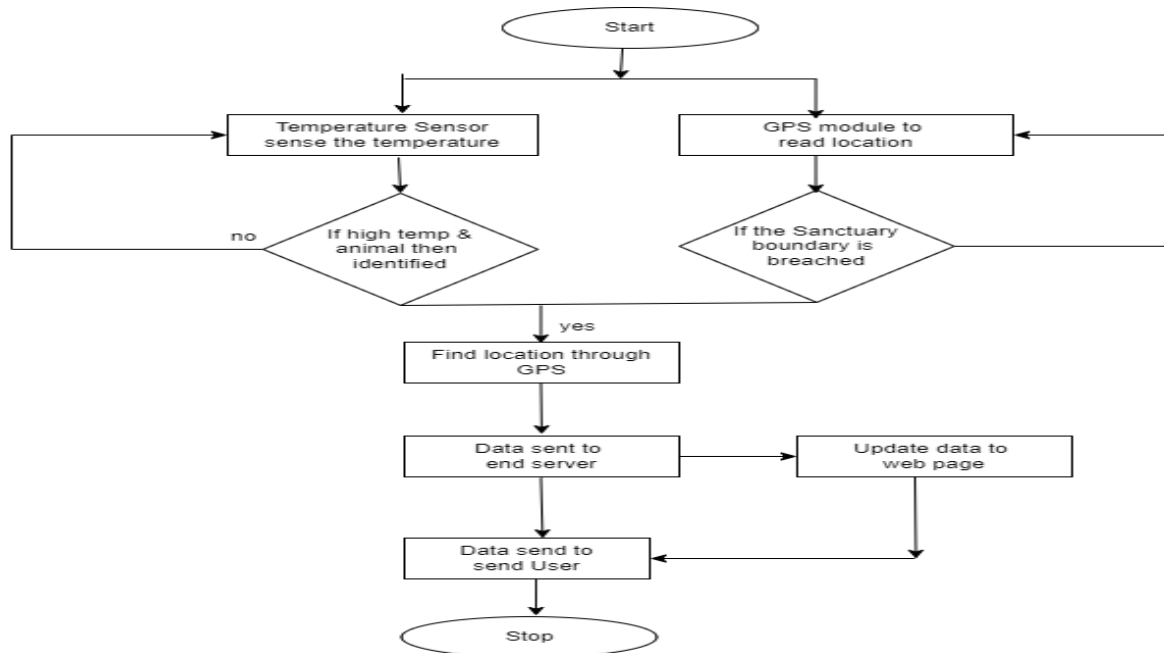 Start
Temperature Sensor
sense the temperature
GPS module to
read location
no
If high temp &
animal then
identified
If the Sanctuary
boundary is
breached
yes
Find location through
GPS
Data sent to
end server
Update data to
web page
Data send to
send User
Stop